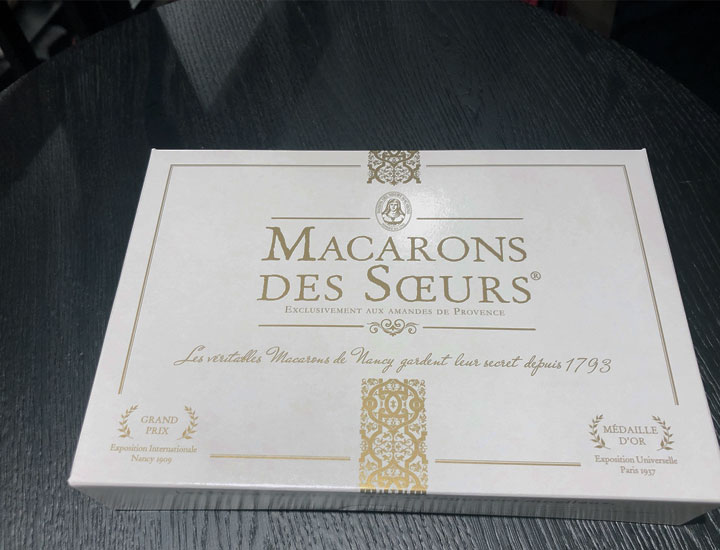 MACARONS
DES SŒURS®
EXCLUSIVEMENT AUX AMANDES DE PROVENCE
Les véritables Macarons de Nancy gardent leur secret depuis 1793
GRAND
PRIX
Exposition Internationale
Nancy 1909
MÉDAILLE
D'OR
Exposition Universelle
Paris 1937